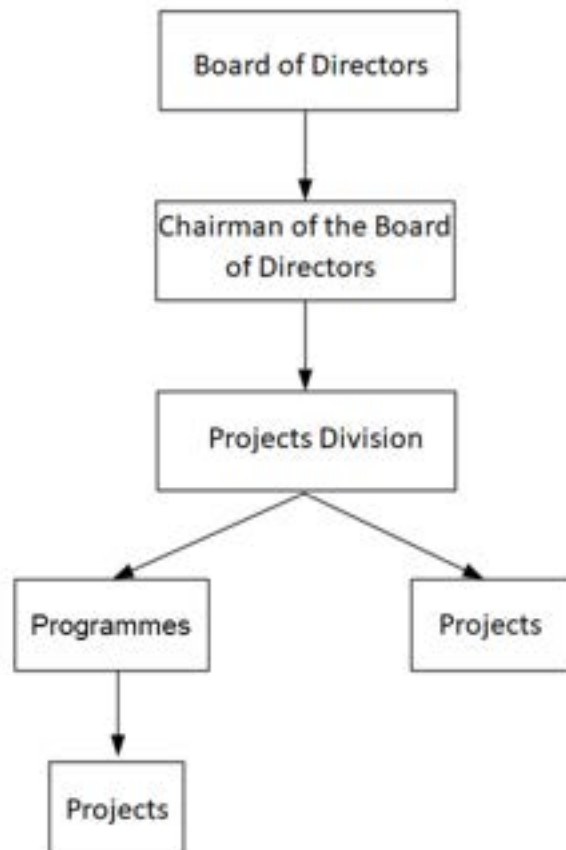 Board of Directors
Chairman of the Board
of Directors
Projects Division
Programmes
Projects
Projects